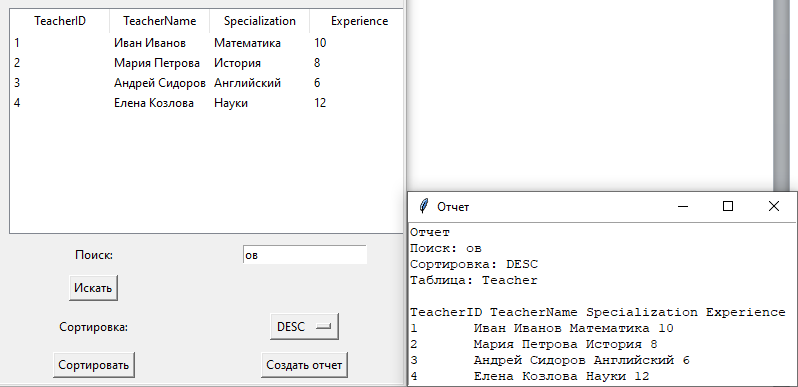 TeacherID TeacherName Specialization Experience
1 Иван Иванов Математика 10
2 Мария Петрова История 8
3 Андрей Сидоров Английский 6
4 Елена Козлова Науки 12
Поиск: ов
Искать
Сортировка: DESC
Сортировать Создать отчет
Отчет
Отчет
Поиск: ов
Сортировка: DESC
Таблица: Teacher
TeacherID TeacherName Specialization Experience
1 Иван Иванов Математика 10
2 Мария Петрова История 8
3 Андрей Сидоров Английский 6
4 Елена Козлова Науки 12